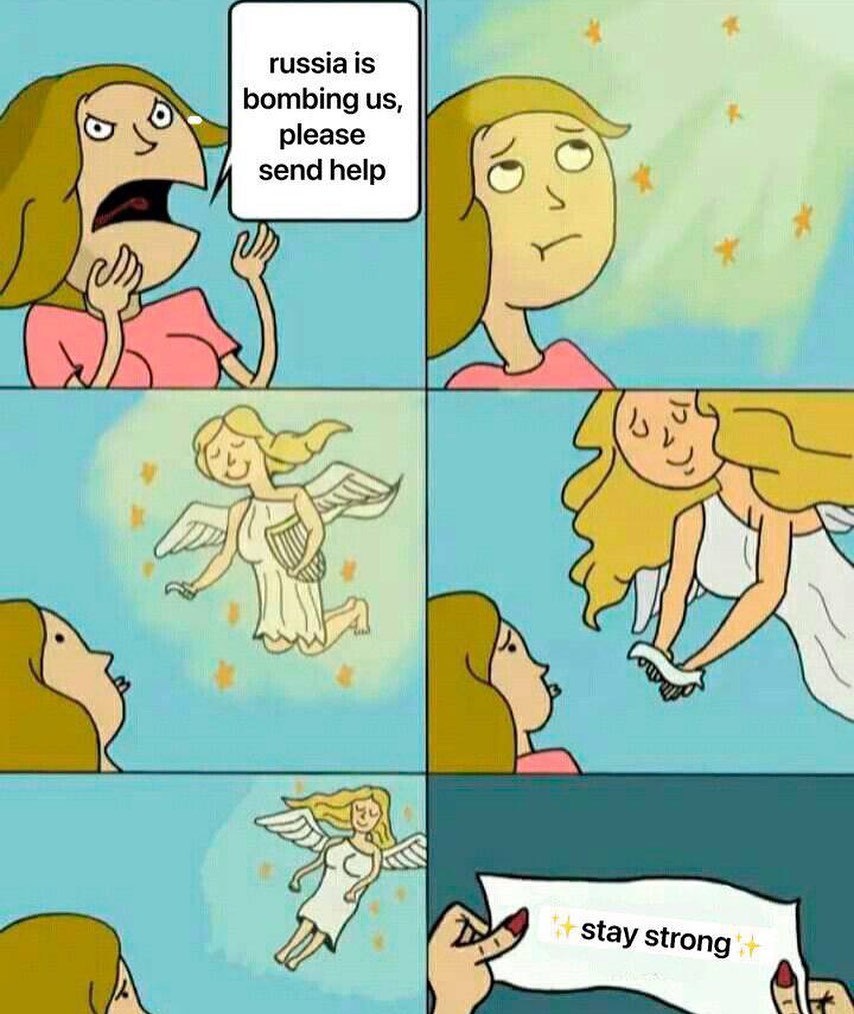 russia is
bombing us,
please
send help
✨stay strong✨